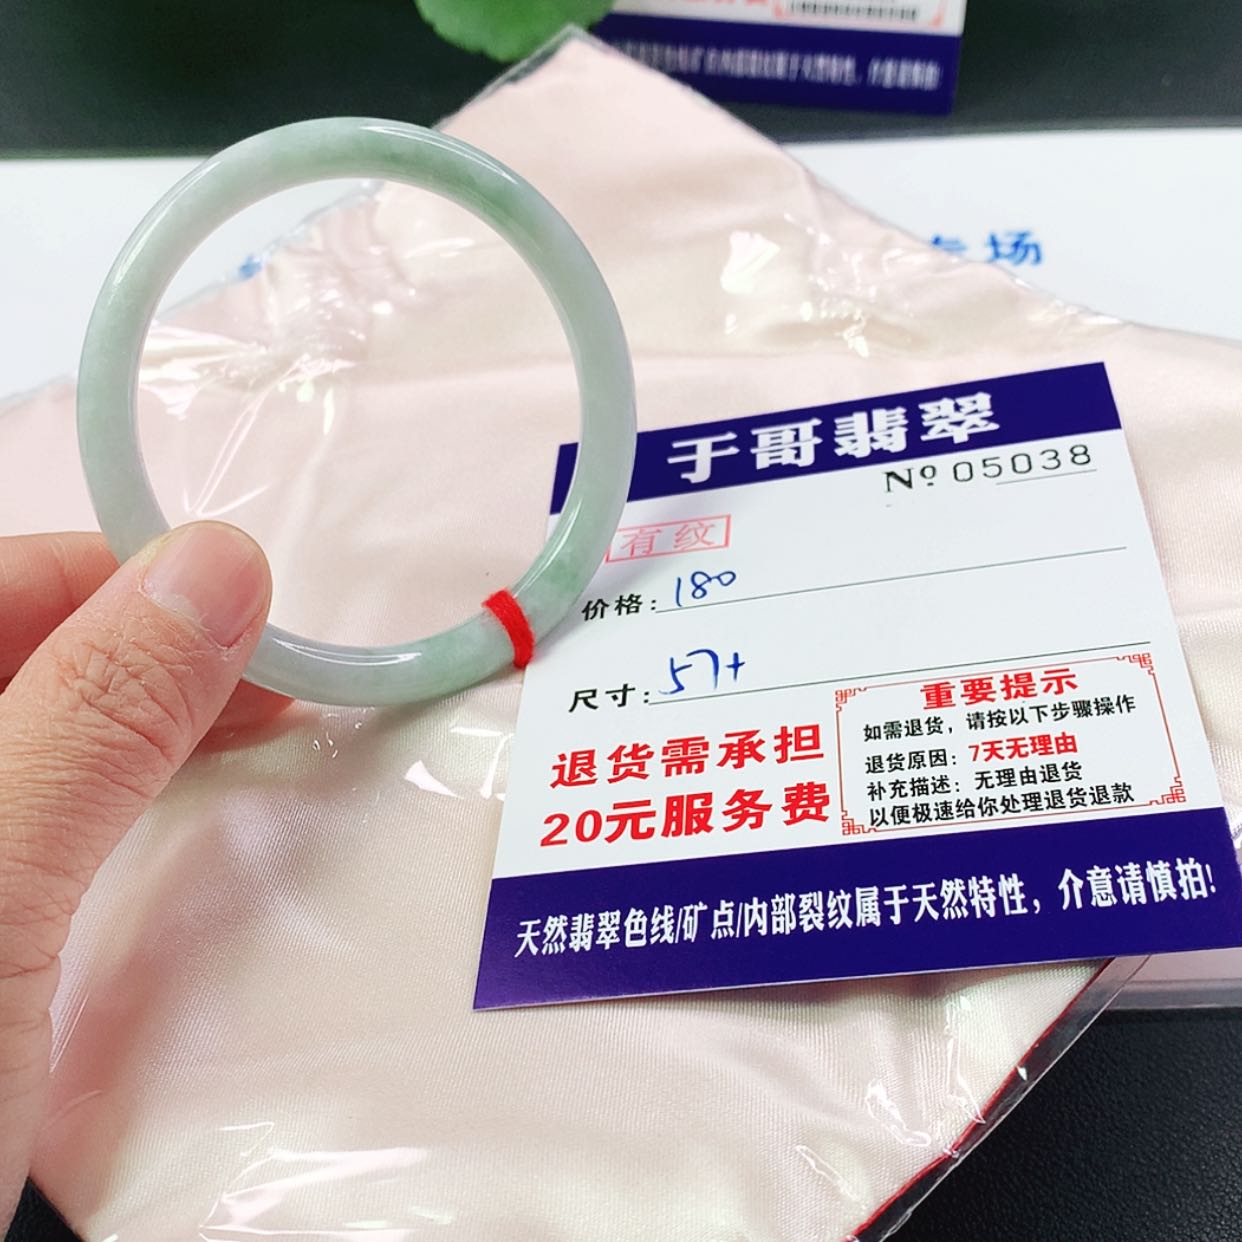 专场
于哥翡翠
Nº 05038
有纹
价格：180
尺寸：57+
退货需承担
20元服务费
重要提示
如需退货，请按以下步骤操作
退货原因：7天无理由
补充描述：无理由退货
以便极速给你处理退货退款
天然翡翠色线/矿点/内部裂纹属于天然特性，介意请慎拍!